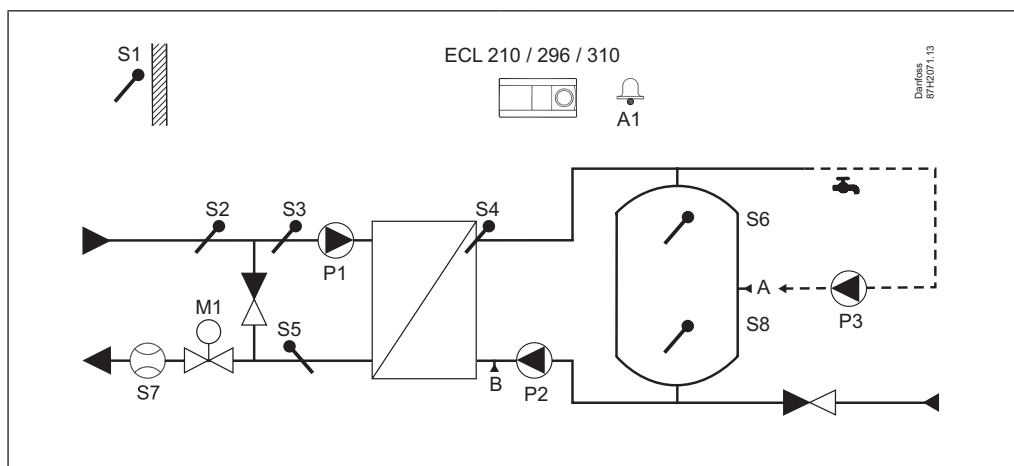 S1
ECL 210 / 296 / 310
A1
Danfoss
87H2071.13
S2
S3
P1
S4
S6
A
P3
S8
M1
S5
S7
B
P2